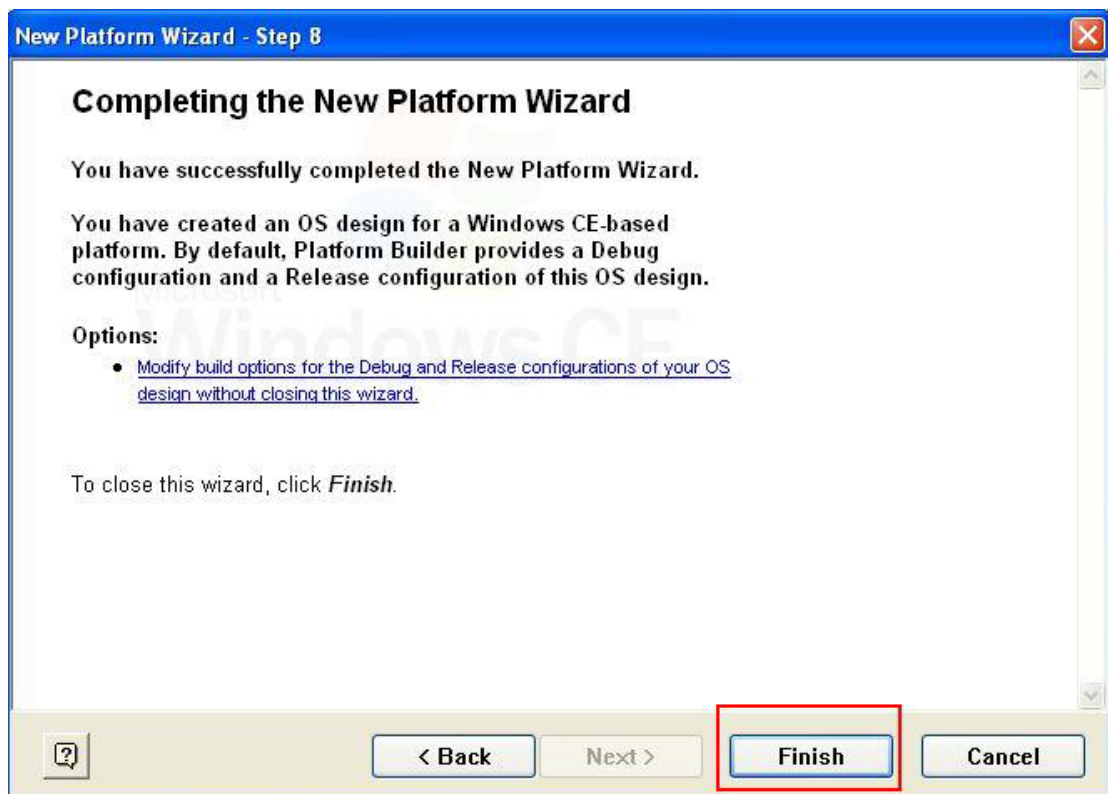 New Platform Wizard - Step 8
Completing the New Platform Wizard
You have successfully completed the New Platform Wizard.
You have created an OS design for a Windows CE-based
platform. By default, Platform Builder provides a Debug
configuration and a Release configuration of this OS design.
Microsoft
Windows CE
Options:
• Modify build options for the Debug and Release configurations of your OS
design without closing this wizard.
To close this wizard, click Finish.
?
< Back
Next >
Finish
Cancel